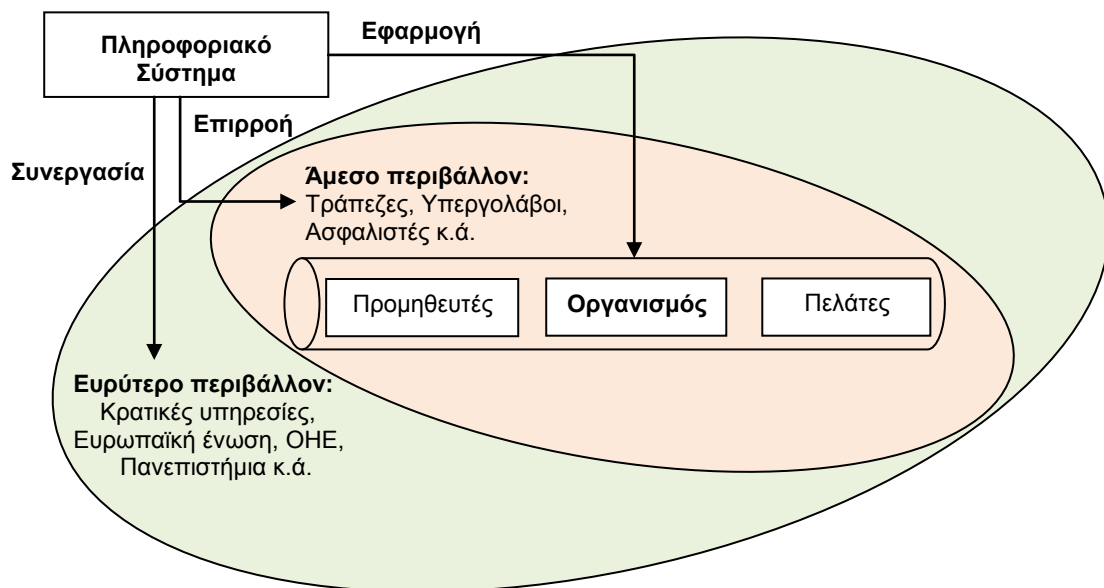 Πληροφοριακό
Σύστημα
Εφαρμογή
Επιρροή
Συνεργασία
Άμεσο περιβάλλον:
Τράπεζες, Υπεργολάβοι,
Ασφαλιστές κ.ά.
Προμηθευτές
Οργανισμός
Πελάτες
Ευρύτερο περιβάλλον:
Κρατικές υπηρεσίες,
Ευρωπαϊκή ένωση, ΟΗΕ,
Πανεπιστήμια κ.ά.